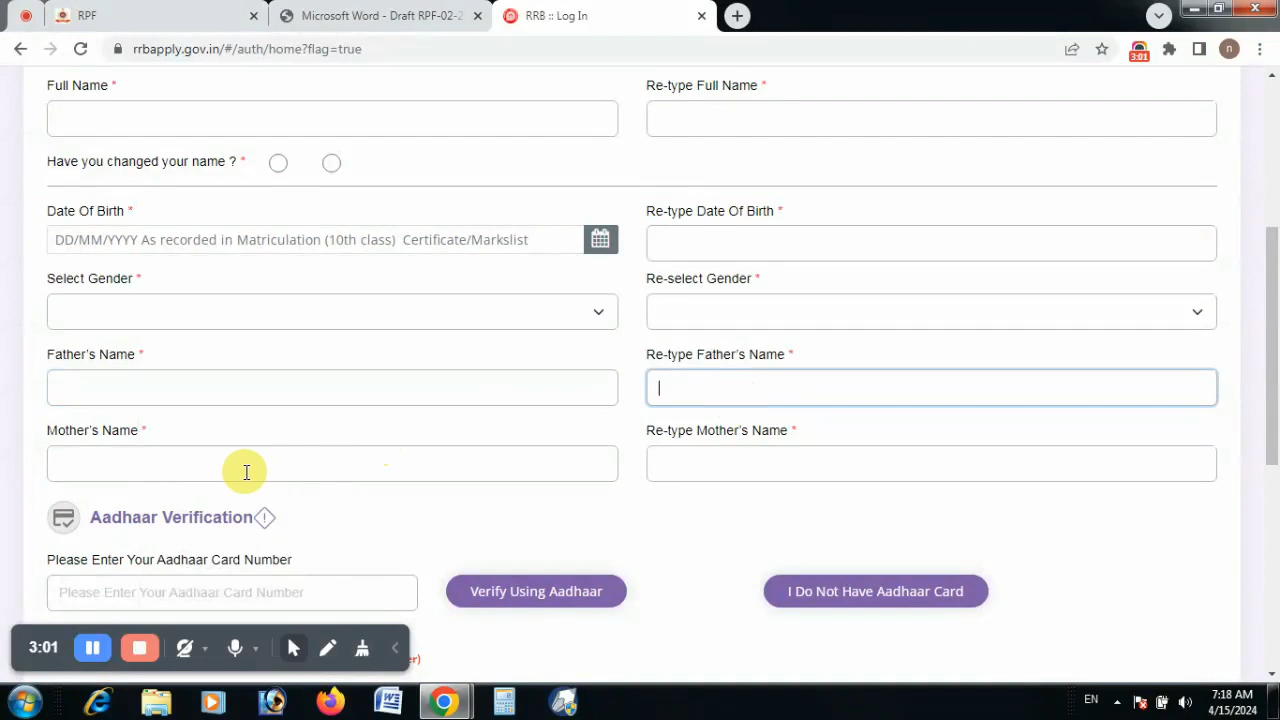 RPF
Microsoft Word - Draft RPF-02-2
RRB :: Log In
rrbapply.gov.in/#/auth/home?flag=true
3:01
n
Full Name *
Re-type Full Name *
Have you changed your name ? *
Date Of Birth *
Re-type Date Of Birth *
DD/MM/YYYY As recorded in Matriculation (10th class) Certificate/Markslist
Select Gender *
Re-select Gender *
Father's Name *
Re-type Father's Name *
Mother's Name *
Re-type Mother's Name *
Aadhaar Verification
Please Enter Your Aadhaar Card Number
Please Enter Your Aadhaar Card Number
Verify Using Aadhaar
I Do Not Have Aadhaar Card
3:01
er)
EN
7:18 AM
4/15/2024